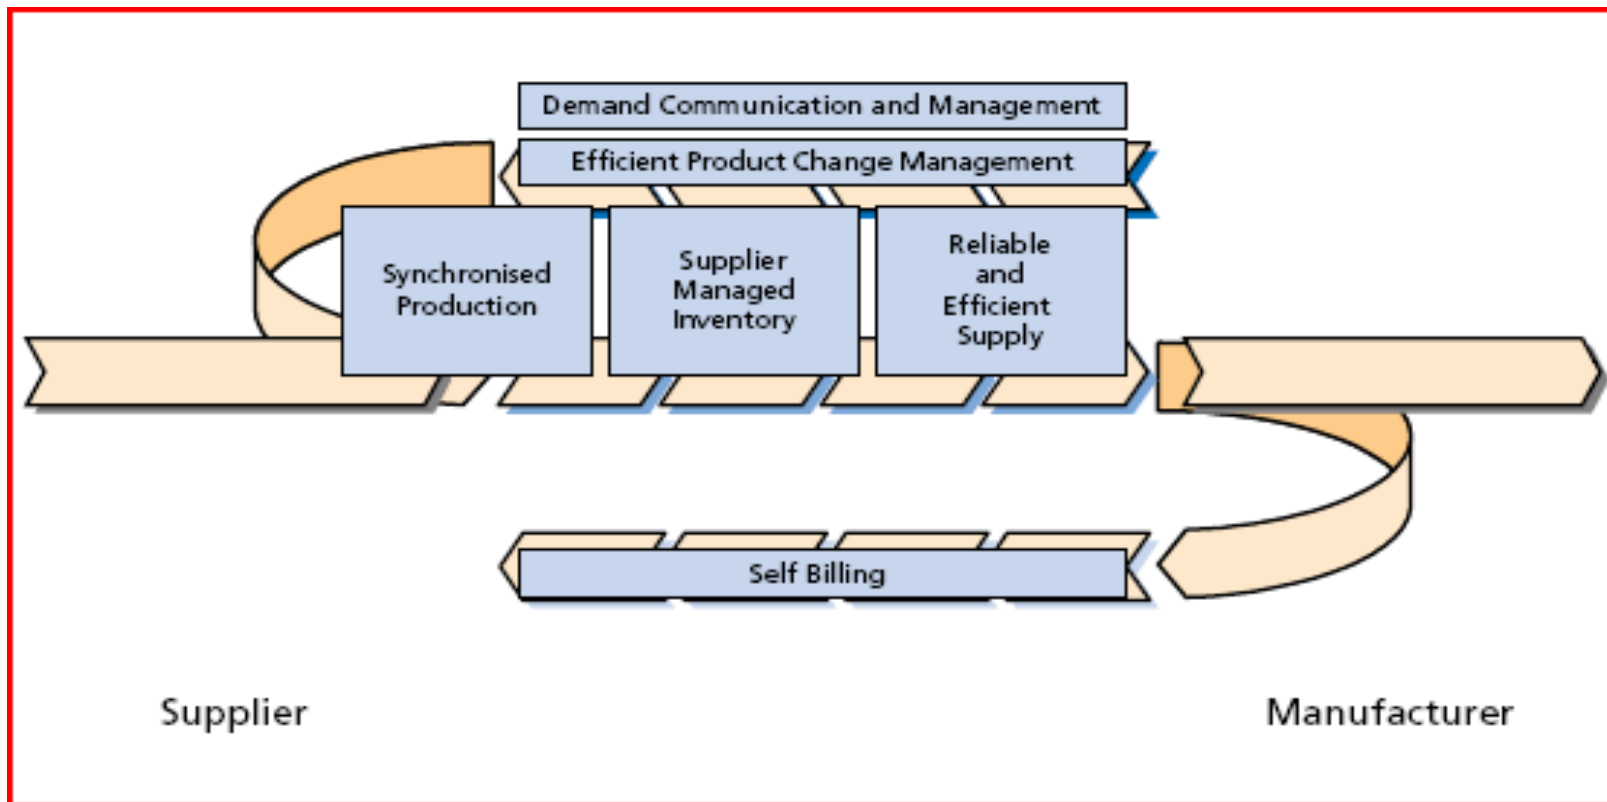 Demand Communication and Management
Efficient Product Change Management
Synchronised
Production
Supplier
Managed
Inventory
Reliable
and
Efficient
Supply
Self Billing
Supplier
Manufacturer